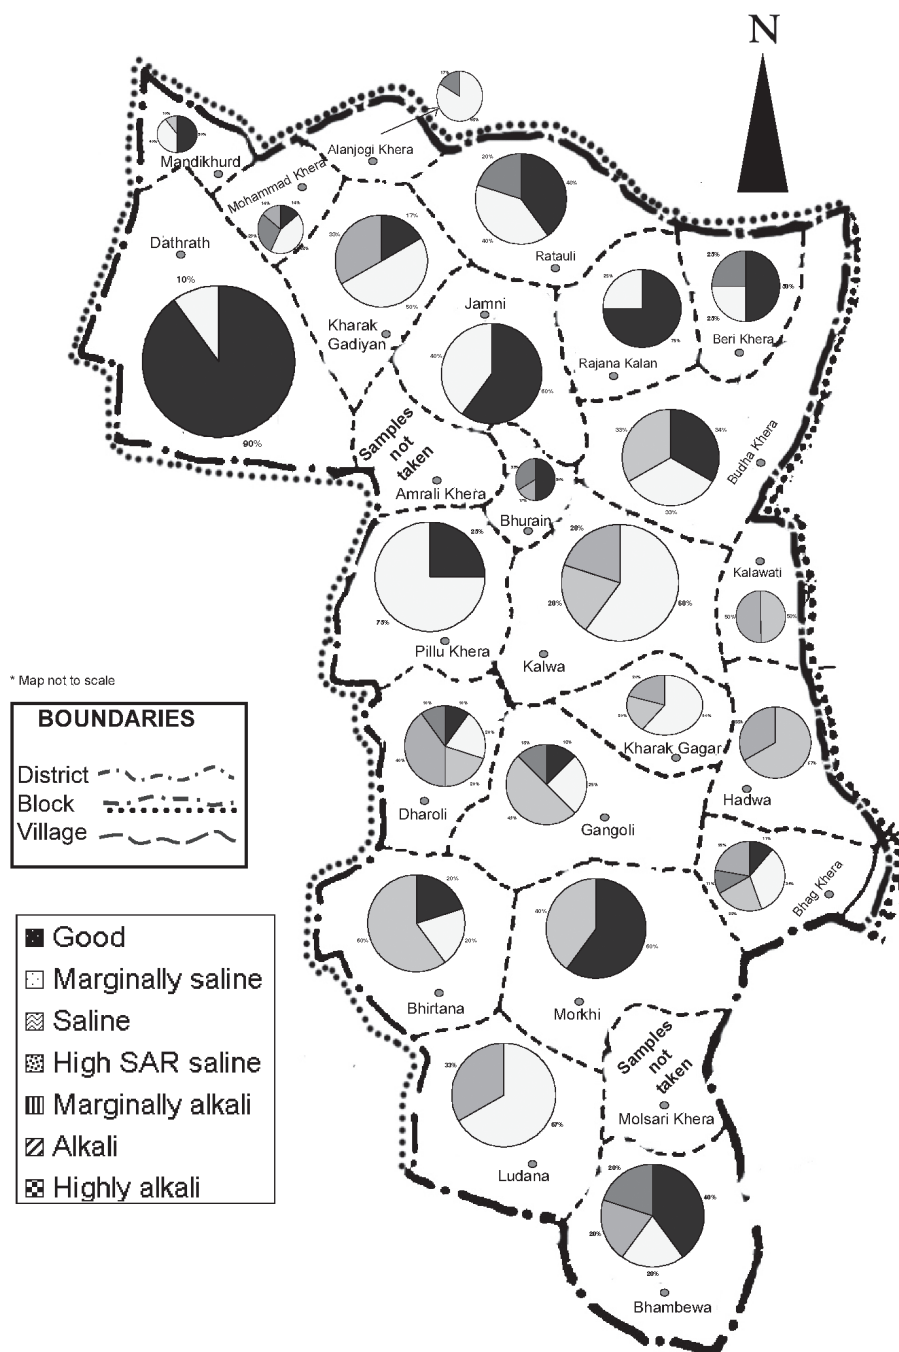 N
Mandikhurd
Alanjogi Khera
Mohammad Khera
Dathrath
10%
90%
17%
33%
50%
Kharak
Gadiyan
20%
40%
40%
Ratauli
Jamni
40%
60%
25%
75%
Rajana Kalan
25%
50%
25%
Beri Khera
Samples
not
taken
Amrali Khera
Bhurain
33%
34%
33%
Budha Khera
25%
75%
Pillu Khera
20%
20%
60%
Kalwa
Kalawati
50%
50%
* Map not to scale
BOUNDARIES
District
Block
Village
Kharak Gagar
Dharoli
Gangoli
Hadwa
Bhag Khera
20%
20%
60%
Bhirtana
40%
60%
Morkhi
Good
Marginally saline
Saline
High SAR saline
Marginally alkali
Alkali
Highly alkali
Samples
not
taken
Molsari Khera
33%
67%
Ludana
20%
40%
20%
20%
Bhambewa